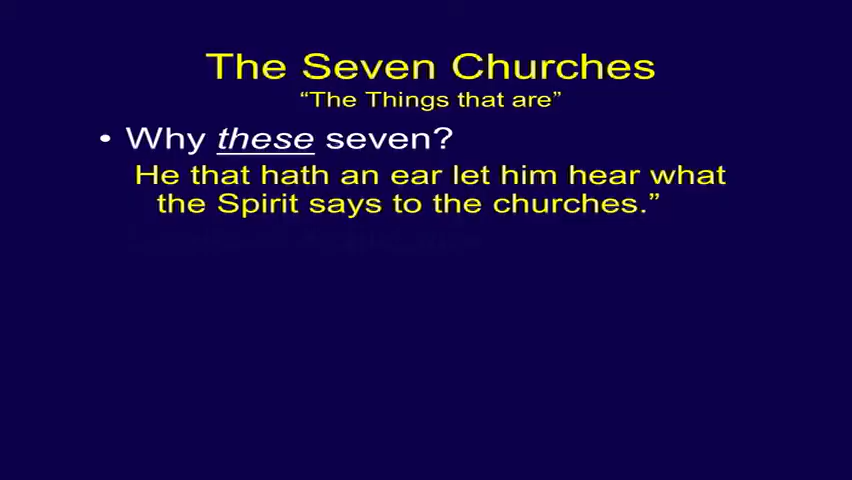 The Seven Churches
“The Things that are”
• Why these seven?
He that hath an ear let him hear what
the Spirit says to the churches.”